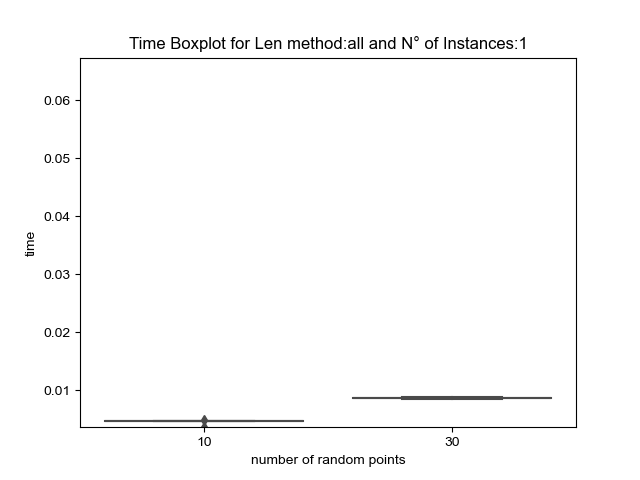 Time Boxplot for Len method:all and N° of Instances:1
0.06
0.05
0.04
0.03
0.02
0.01
time
10
30
number of random points